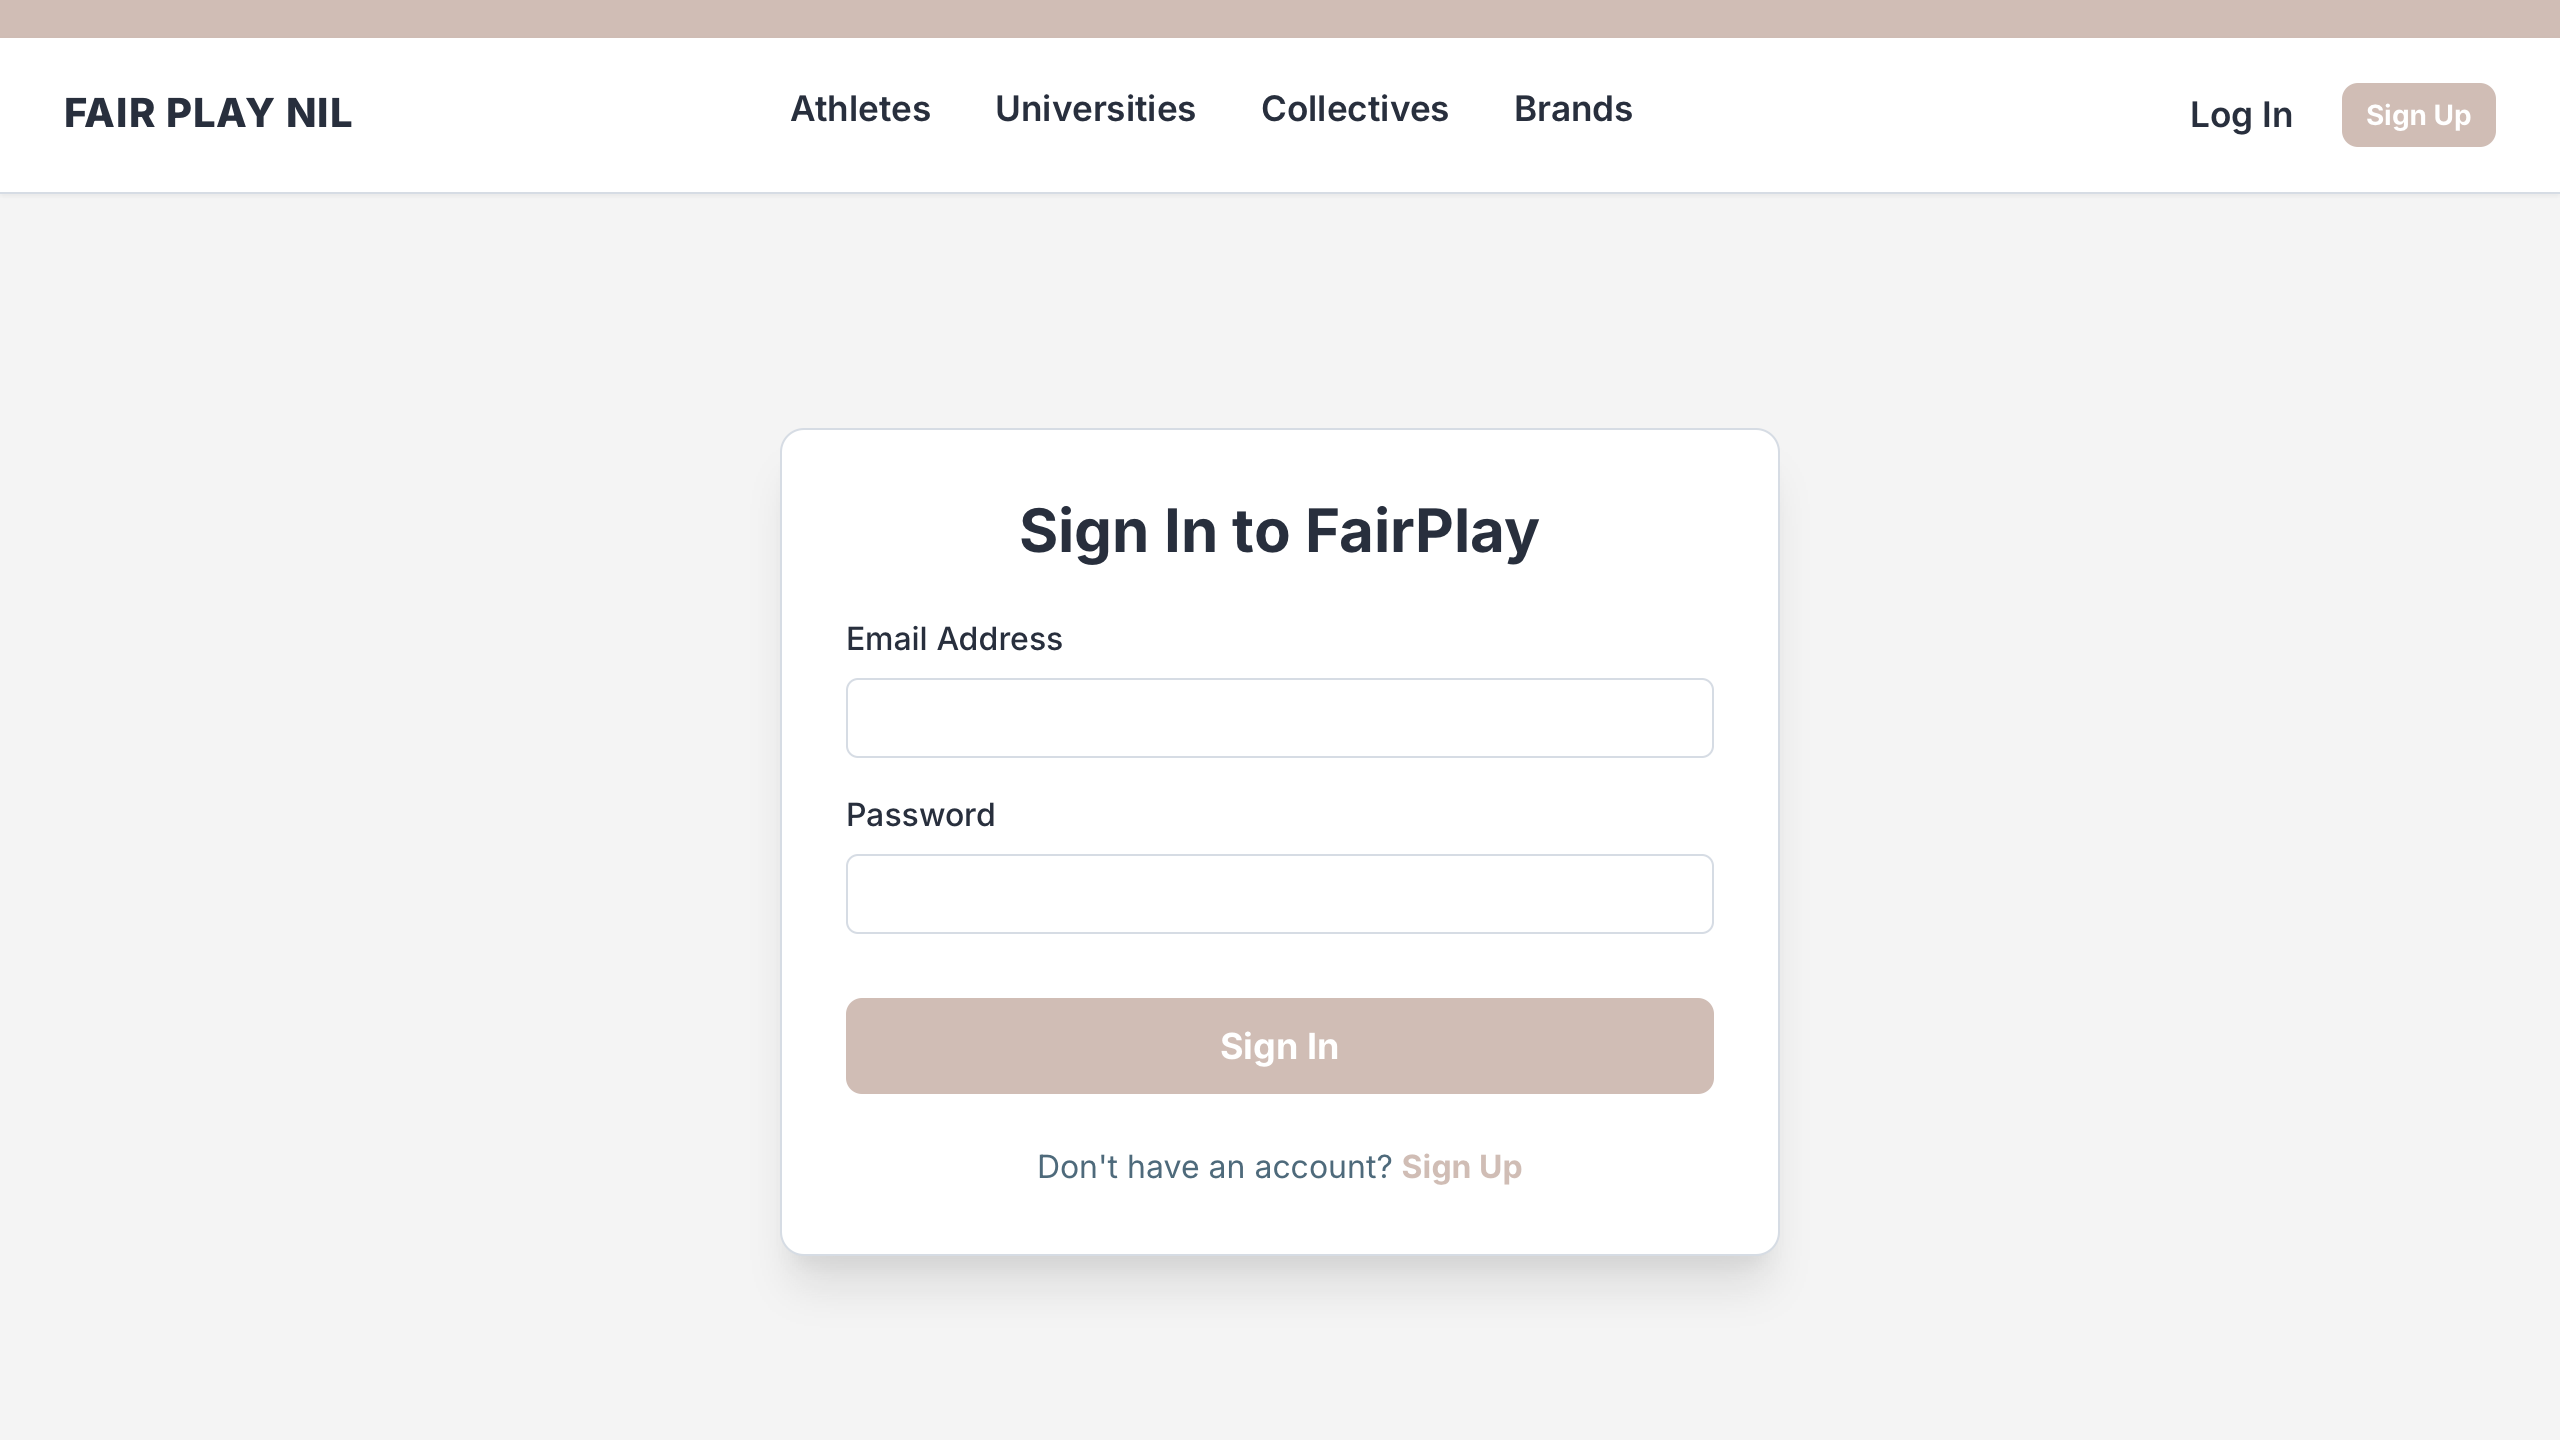 FAIR PLAY NIL
Athletes Universities Collectives Brands
Log In Sign Up
Sign In to FairPlay
Email Address
Password
Sign In
Don't have an account? Sign Up